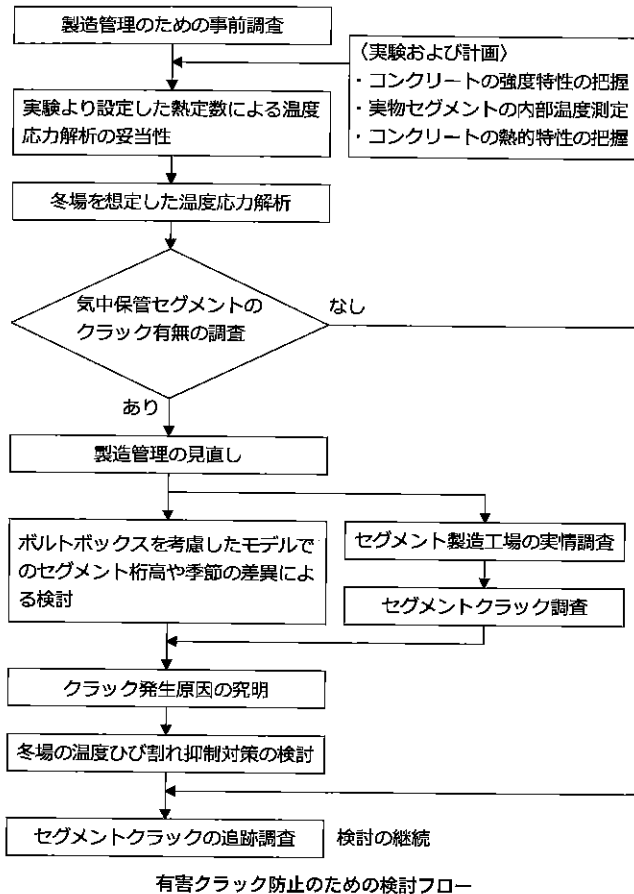 製造管理のための事前調査
〈実験および計画〉
・コンクリートの強度特性の把握
・実物セグメントの内部温度測定
・コンクリートの熱的特性の把握
実験より設定した熱定数による温度
応力解析の妥当性
冬場を想定した温度応力解析
気中保管セグメントの
クラック有無の調査
なし
あり
製造管理の見直し
ボルトボックスを考慮したモデルで
のセグメント桁高や季節の差異によ
る検討
セグメント製造工場の実情調査
セグメントクラック調査
クラック発生原因の究明
冬場の温度ひび割れ抑制対策の検討
セグメントクラックの追跡調査 検討の継続
有害クラック防止のための検討フロー